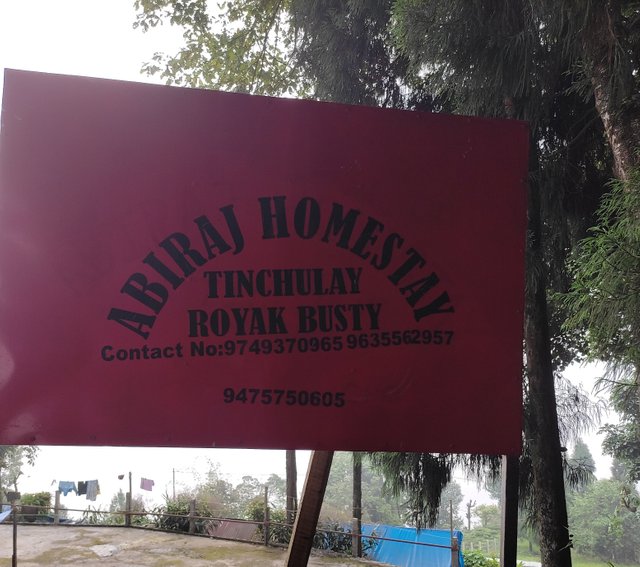 ABIRAJ HOMESTAY
TINCHULAY
ROYAK BUSTY
Contact No:9749370965 9635562957
9475750605